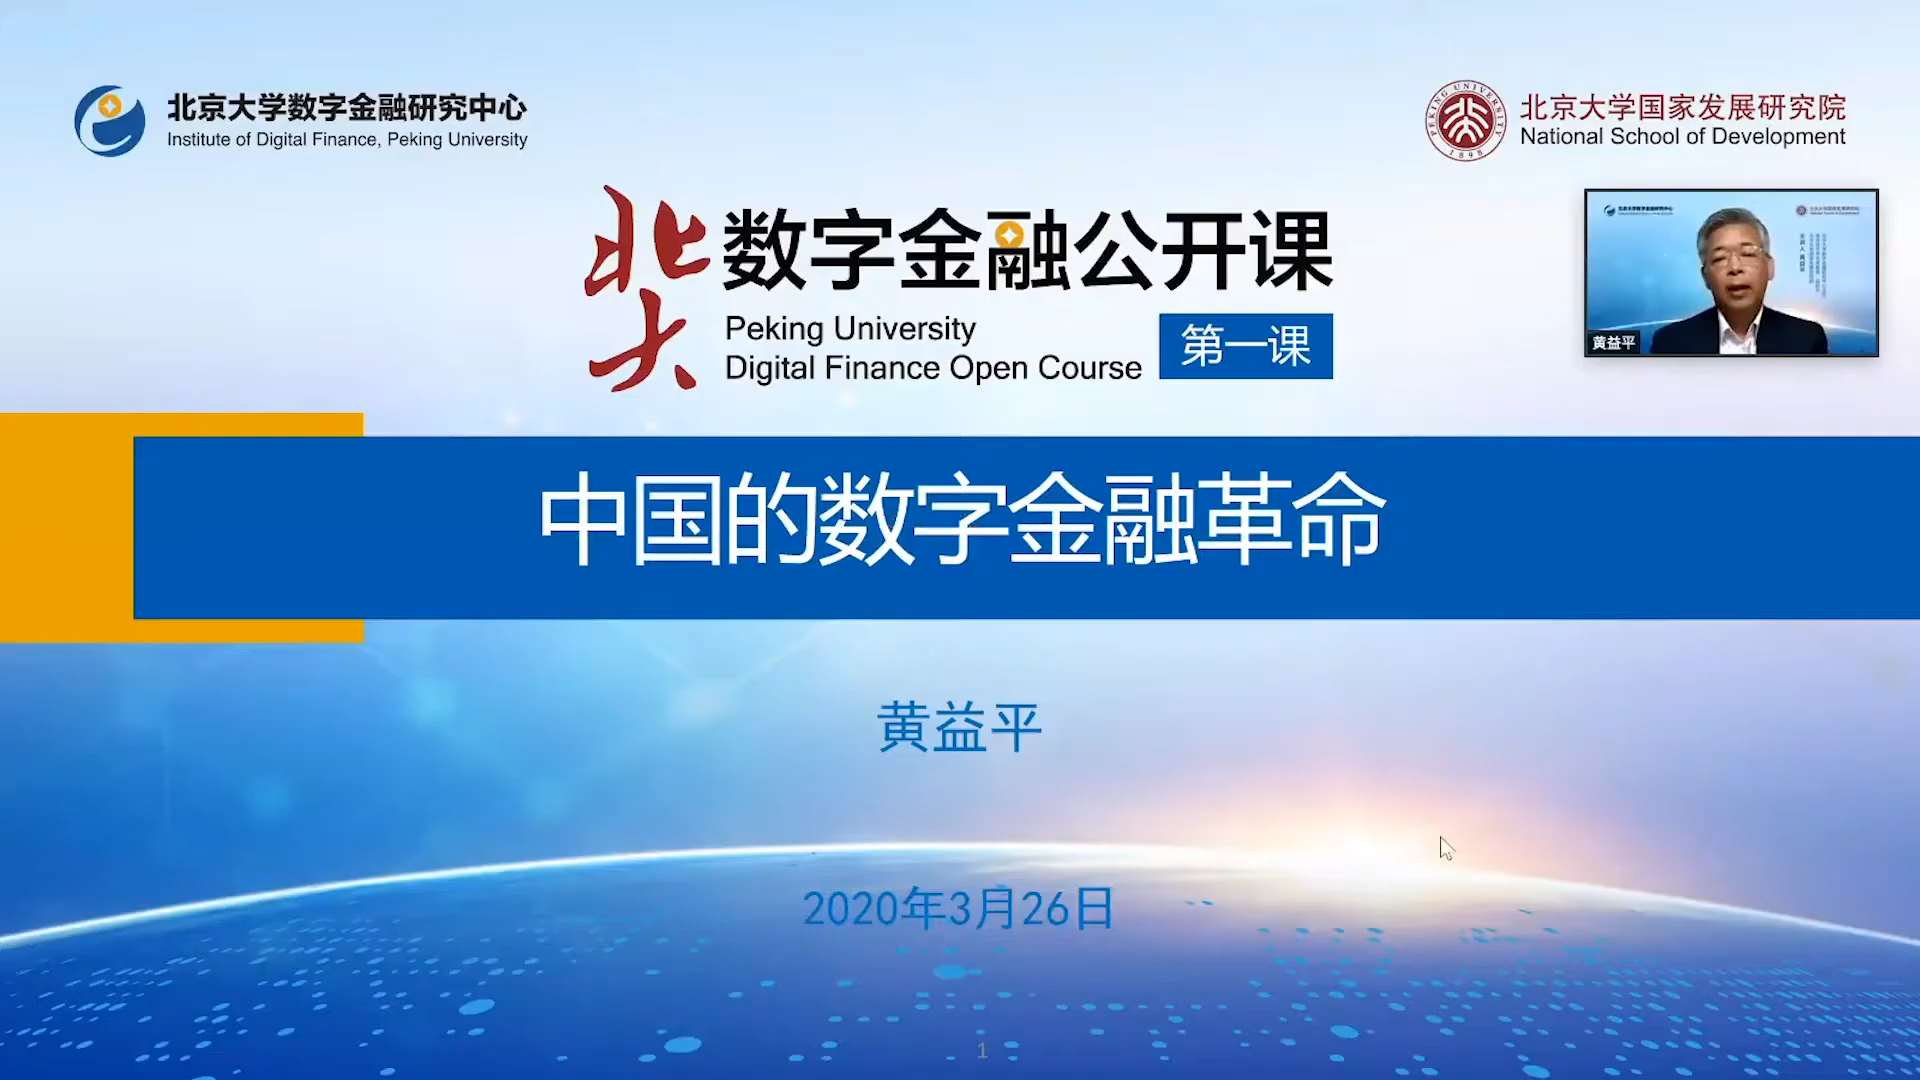 北京大学数字金融研究中心
Institute of Digital Finance, Peking University
PEKING UNIVERSITY
1898
北京大学国家发展研究院
National School of Development
北大 数字金融公开课
Peking University
Digital Finance Open Course
第一课
黄益平
中国的数字金融革命
黄益平
2020年3月26日
1